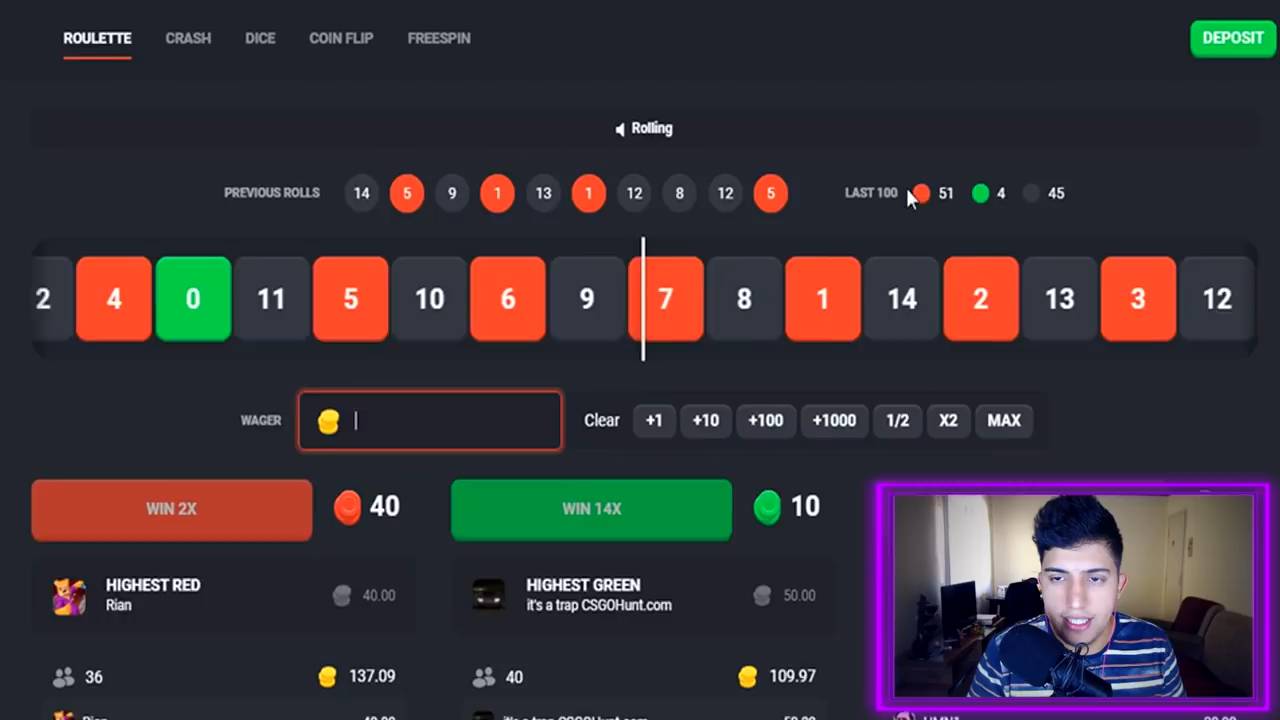 ROULETTE CRASH DICE COIN FLIP FREESPIN DEPOSIT
Rolling
PREVIOUS ROLLS 14 5 9 1 13 1 12 8 12 5 LAST 100 51 4 45
2 4 0 11 5 10 6 9 7 8 1 14 2 13 3 12
WAGER Clear +1 +10 +100 +1000 1/2 X2 MAX
WIN 2X 40 WIN 14X 10
HIGHEST RED 40.00 HIGHEST GREEN 50.00
Rian it's a trap CSGOHunt.com
36 137.09 40 109.97